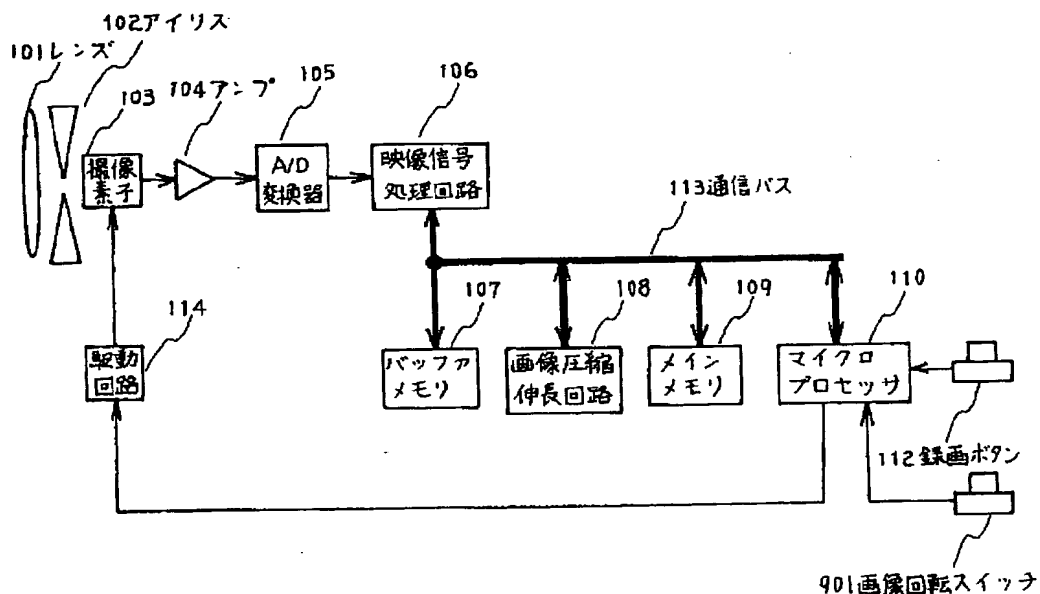 102アイリス
101レンズ
103
104アンプ
105
106
撮像
素子
A/D
変換器
映像信号
処理回路
113通信バス
114
107
108
109
110
駆動
回路
バッファ
メモリ
画像圧縮
伸長回路
メイン
メモリ
マイクロ
プロセッサ
112録画ボタン
901画像回転スイッチ